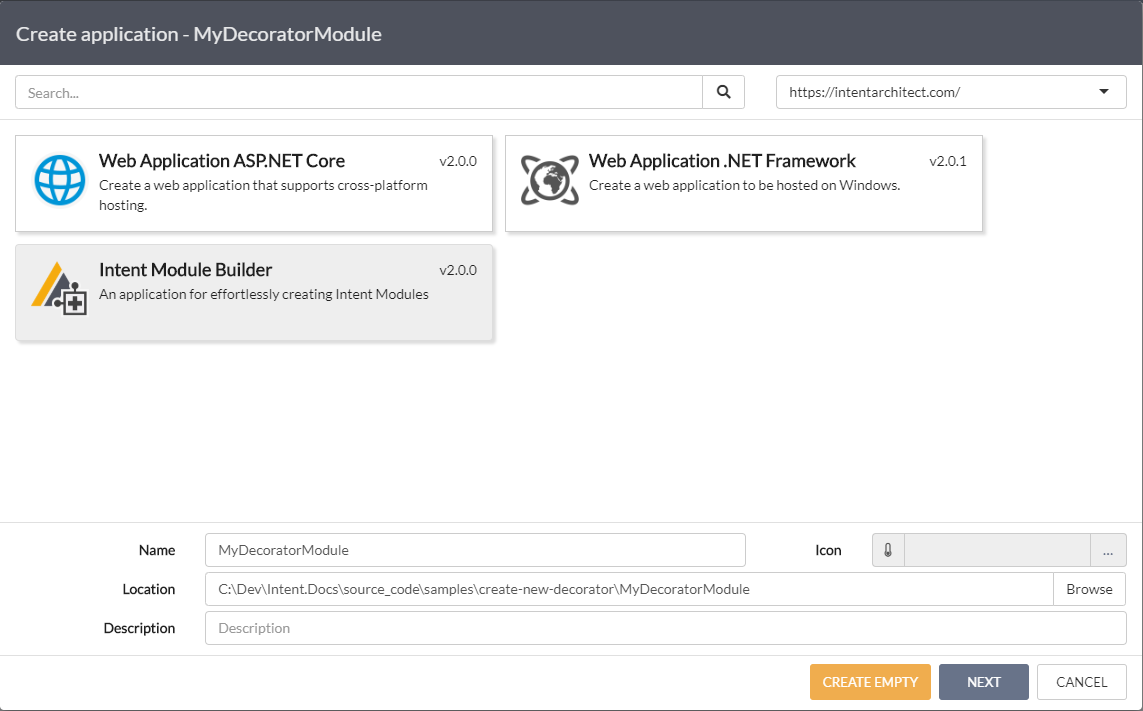 Create application - MyDecoratorModule
Search...
https://intentarchitect.com/
Web Application ASP.NET Core v2.0.0
Create a web application that supports cross-platform
hosting.
Web Application .NET Framework v2.0.1
Create a web application to be hosted on Windows.
Intent Module Builder v2.0.0
An application for effortlessly creating Intent Modules
Name MyDecoratorModule Icon ...
Location C:\Dev\Intent.Docs\source_code\samples\create-new-decorator\MyDecoratorModule Browse
Description Description
CREATE EMPTY NEXT CANCEL